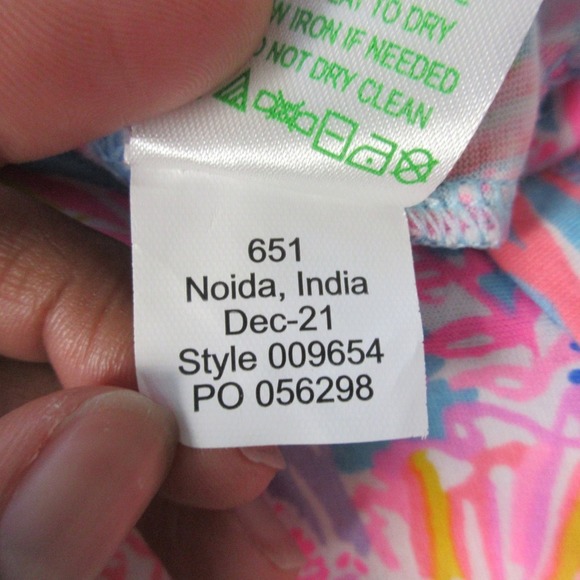 TO DRY
IRON IF NEEDED
NOT DRY CLEAN
651
Noida, India
Dec-21
Style 009654
PO 056298